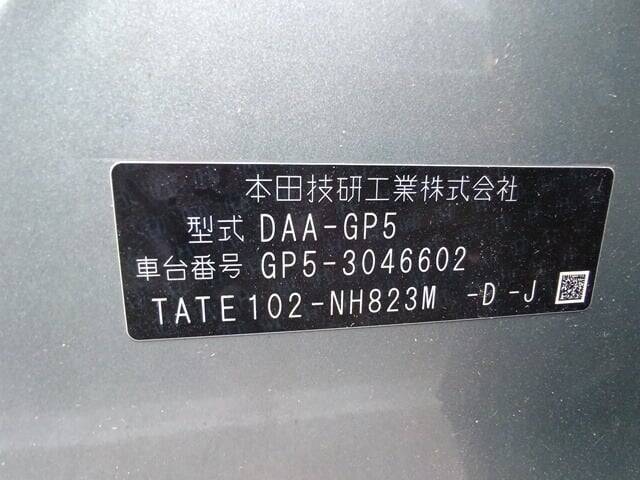 本田技研工業株式会社
型式 DAA-GP5
車台番号 GP5-3046602
TATE102-NH823M -D -J